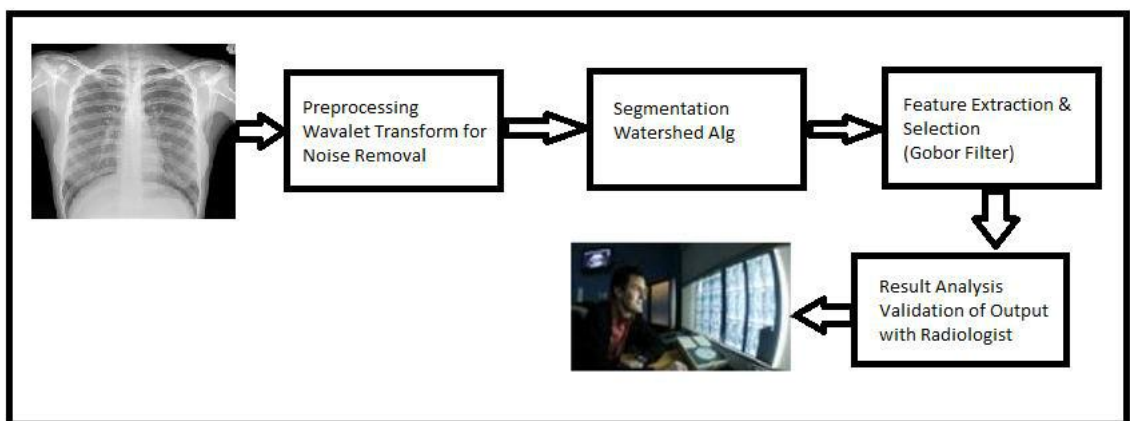 Preprocessing
Wavalet Transform for
Noise Removal
Segmentation
Watershed Alg
Feature Extraction &
Selection
(Gobor Filter)
Result Analysis
Validation of Output
with Radiologist